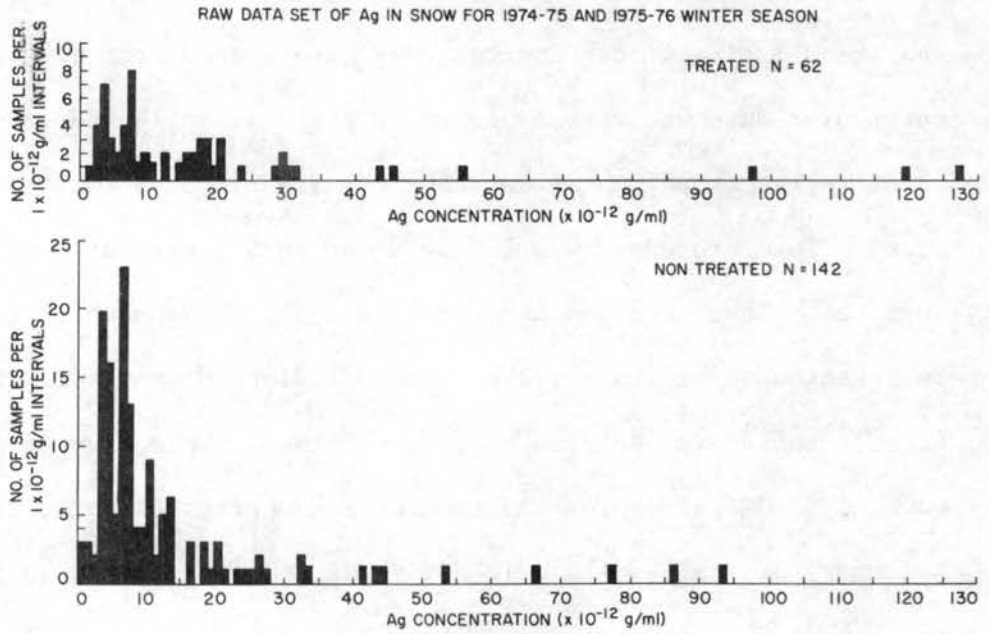 RAW DATA SET OF Ag IN SNOW FOR 1974-75 AND 1975-76 WINTER SEASON
NO. OF SAMPLES PER.
1 x 10-12 g/ml INTERVALS
10
8
6
4
2
0
TREATED N = 62
0 10 20 30 40 50 60 70 80 90 100 110 120 130
Ag CONCENTRATION (x 10-12 g/ml)
NO. OF SAMPLES PER
1 x 10-12 g/ml INTERVALS
25
20
15
10
5
0
NON TREATED N = 142
0 10 20 30 40 50 60 70 80 90 100 110 120 130
Ag CONCENTRATION (x 10-12 g/ml)